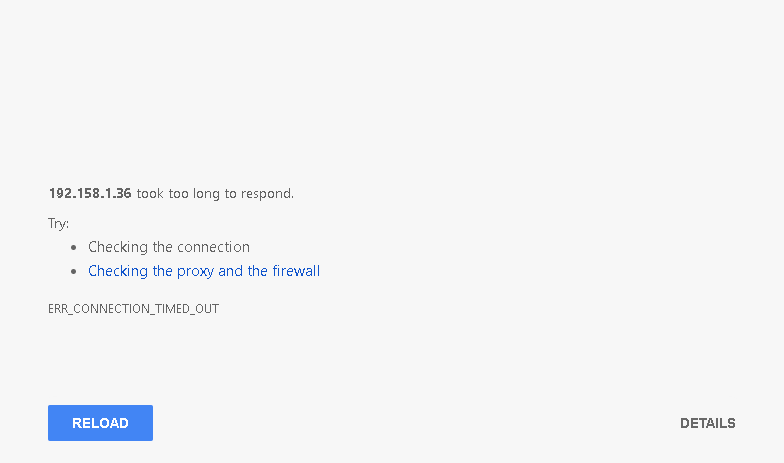 192.158.1.36 took too long to respond.
Try:
• Checking the connection
• Checking the proxy and the firewall
ERR_CONNECTION_TIMED_OUT
RELOAD
DETAILS